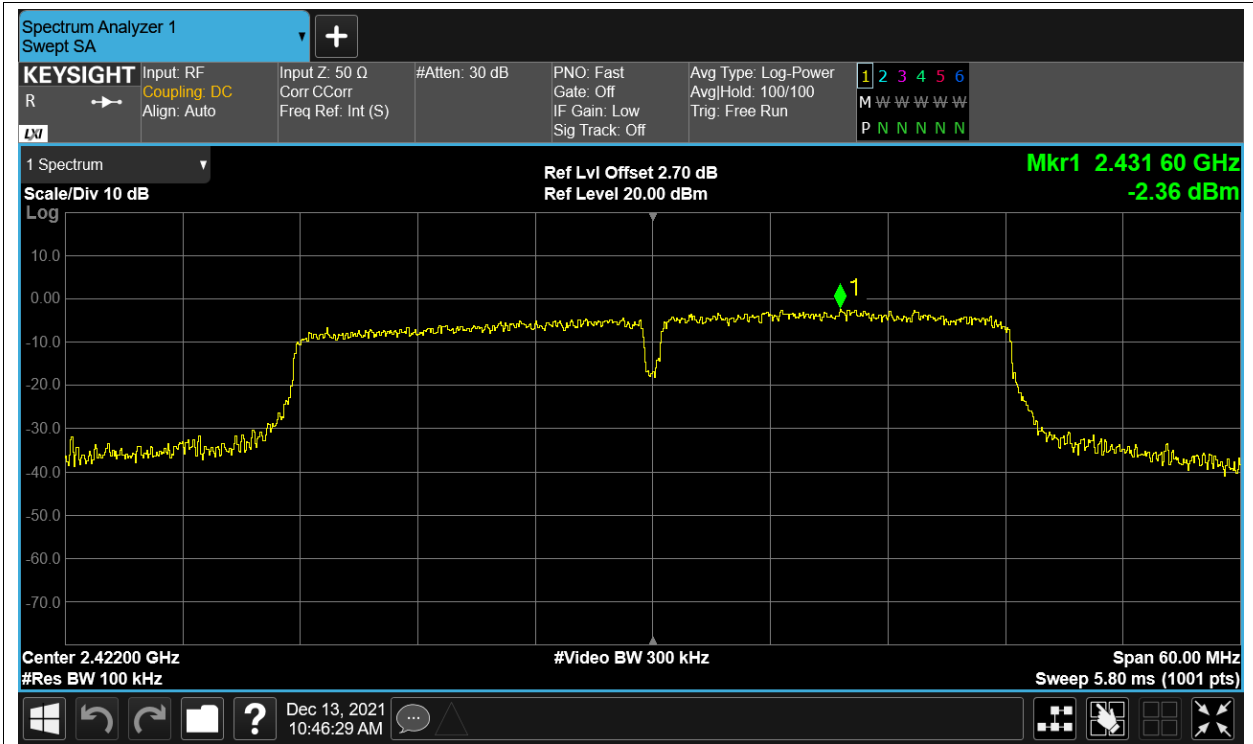 Spectrum Analyzer 1
Swept SA
KEYSIGHT
R
LXI
Input: RF
Coupling: DC
Align: Auto
Input Z: 50 Ω
Corr CCorr
Freq Ref: Int (S)
#Atten: 30 dB
PNO: Fast
Gate: Off
IF Gain: Low
Sig Track: Off
Avg Type: Log-Power
Avg|Hold: 100/100
Trig: Free Run
1 2 3 4 5 6
M W W W W W
P N N N N N
1 Spectrum
Scale/Div 10 dB
Log
Ref Lvl Offset 2.70 dB
Ref Level 20.00 dBm
Mkr1 2.431 60 GHz
-2.36 dBm
10.0
0.00
-10.0
-20.0
-30.0
-40.0
-50.0
-60.0
-70.0
1
Center 2.42200 GHz
#Res BW 100 kHz
#Video BW 300 kHz
Span 60.00 MHz
Sweep 5.80 ms (1001 pts)
?
Dec 13, 2021
10:46:29 AM